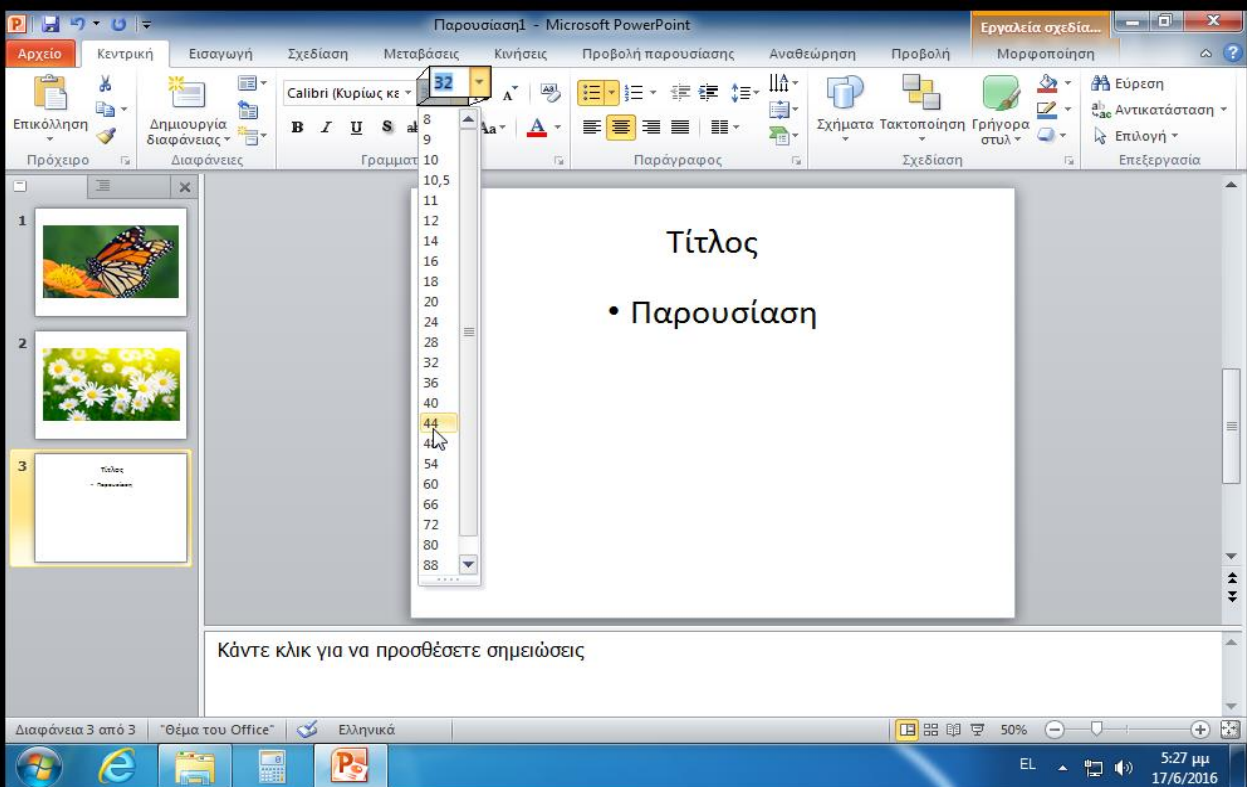 Παρουσίαση1 - Microsoft PowerPoint
Εργαλεία σχεδία...
Αρχείο Κεντρική Εισαγωγή Σχεδίαση Μεταβάσεις Κινήσεις Προβολή παρουσίασης Αναθεώρηση Προβολή Μορφοποίηση
Επικόλληση
Πρόχειρο
Δημιουργία
διαφάνειας
Διαφάνειες
Calibri (Κυρίως κε
32
B I U S
Aa A
Γραμματ
Παράγραφος
Σχήματα Τακτοποίηση Γρήγορα
στυλ
Σχεδίαση
Εύρεση
Αντικατάσταση
Επιλογή
Επεξεργασία
8
9
10
10,5
11
12
14
16
18
20
24
28
32
36
40
44
48
54
60
66
72
80
88
1
2
3
Τίτλος
• Παρουσίαση
Τίτλος
• Παρουσίαση
Κάντε κλικ για να προσθέσετε σημειώσεις
Διαφάνεια 3 από 3 "Θέμα του Office" Ελληνικά 50%
EL 5:27 μμ
17/6/2016